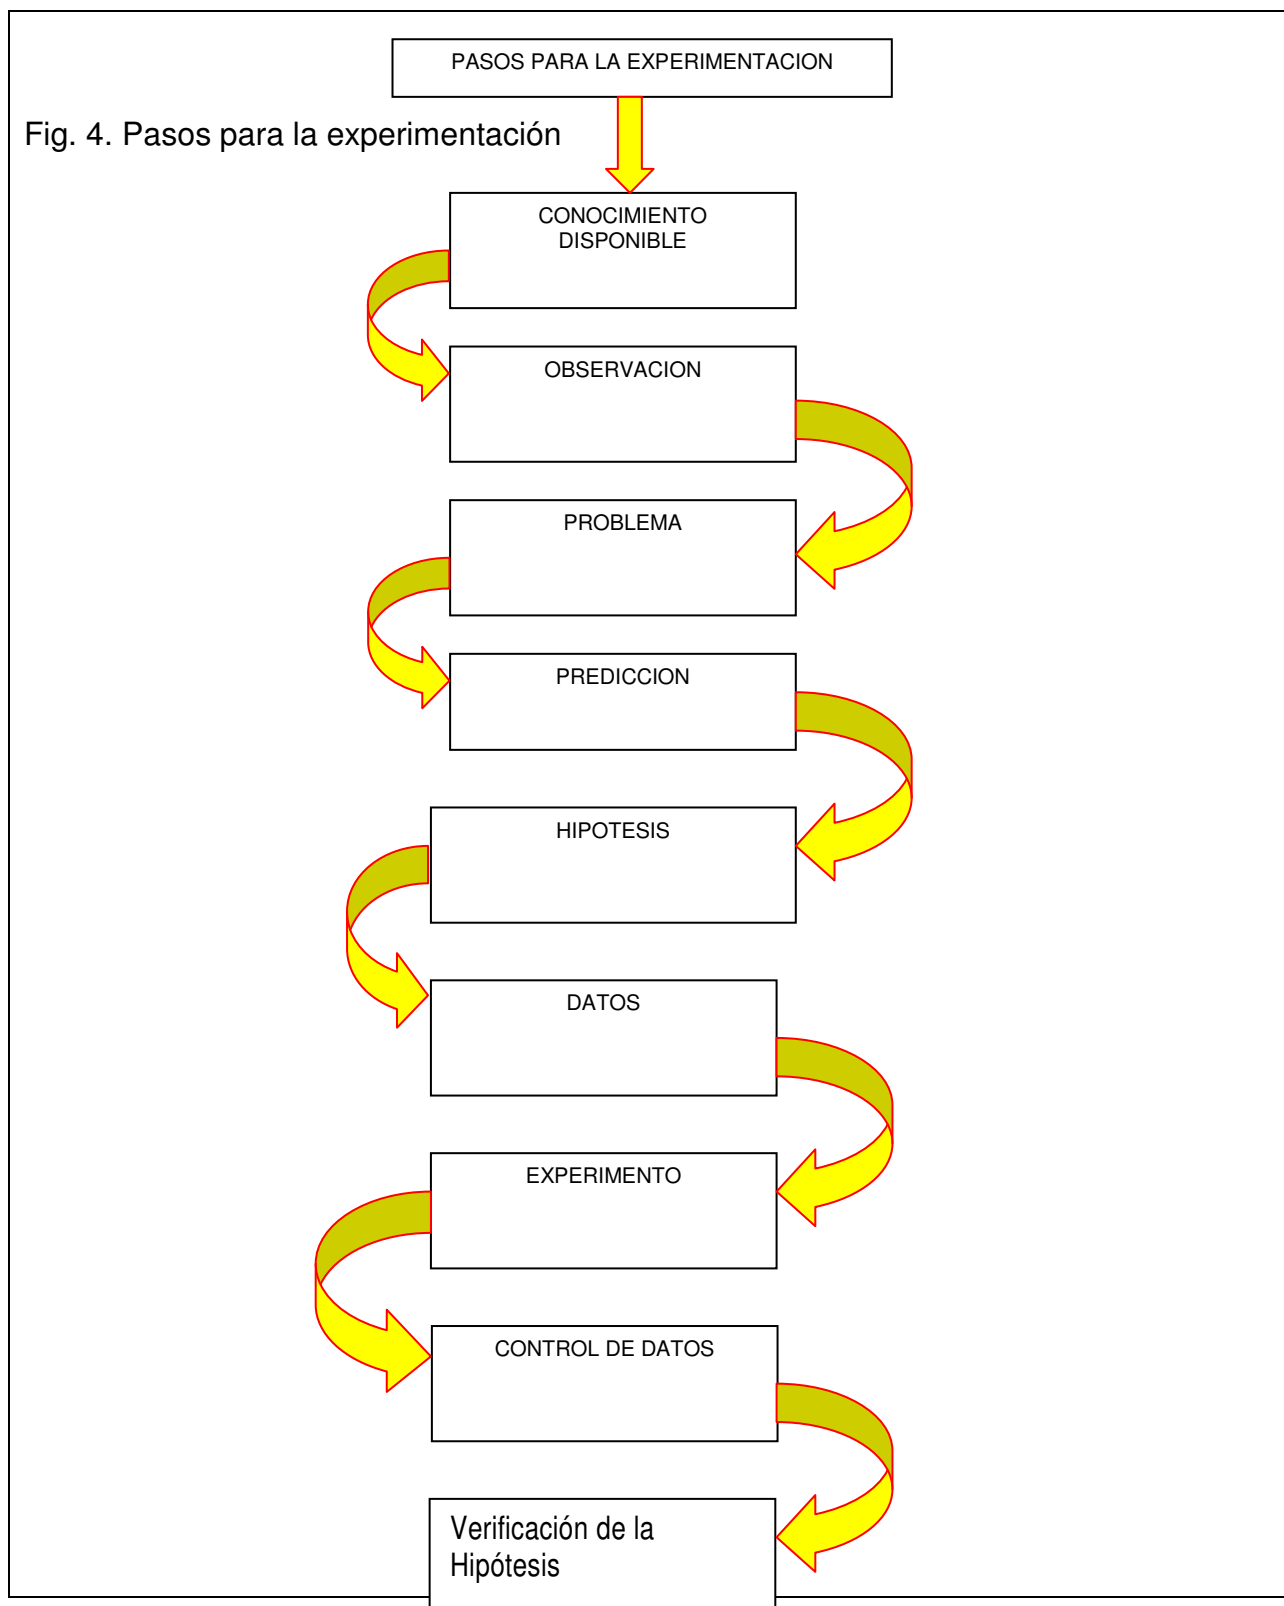 PASOS PARA LA EXPERIMENTACION
Fig. 4. Pasos para la experimentación
CONOCIMIENTO
DISPONIBLE
OBSERVACION
PROBLEMA
PREDICCION
HIPOTESIS
DATOS
EXPERIMENTO
CONTROL DE DATOS
Verificación de la
Hipótesis